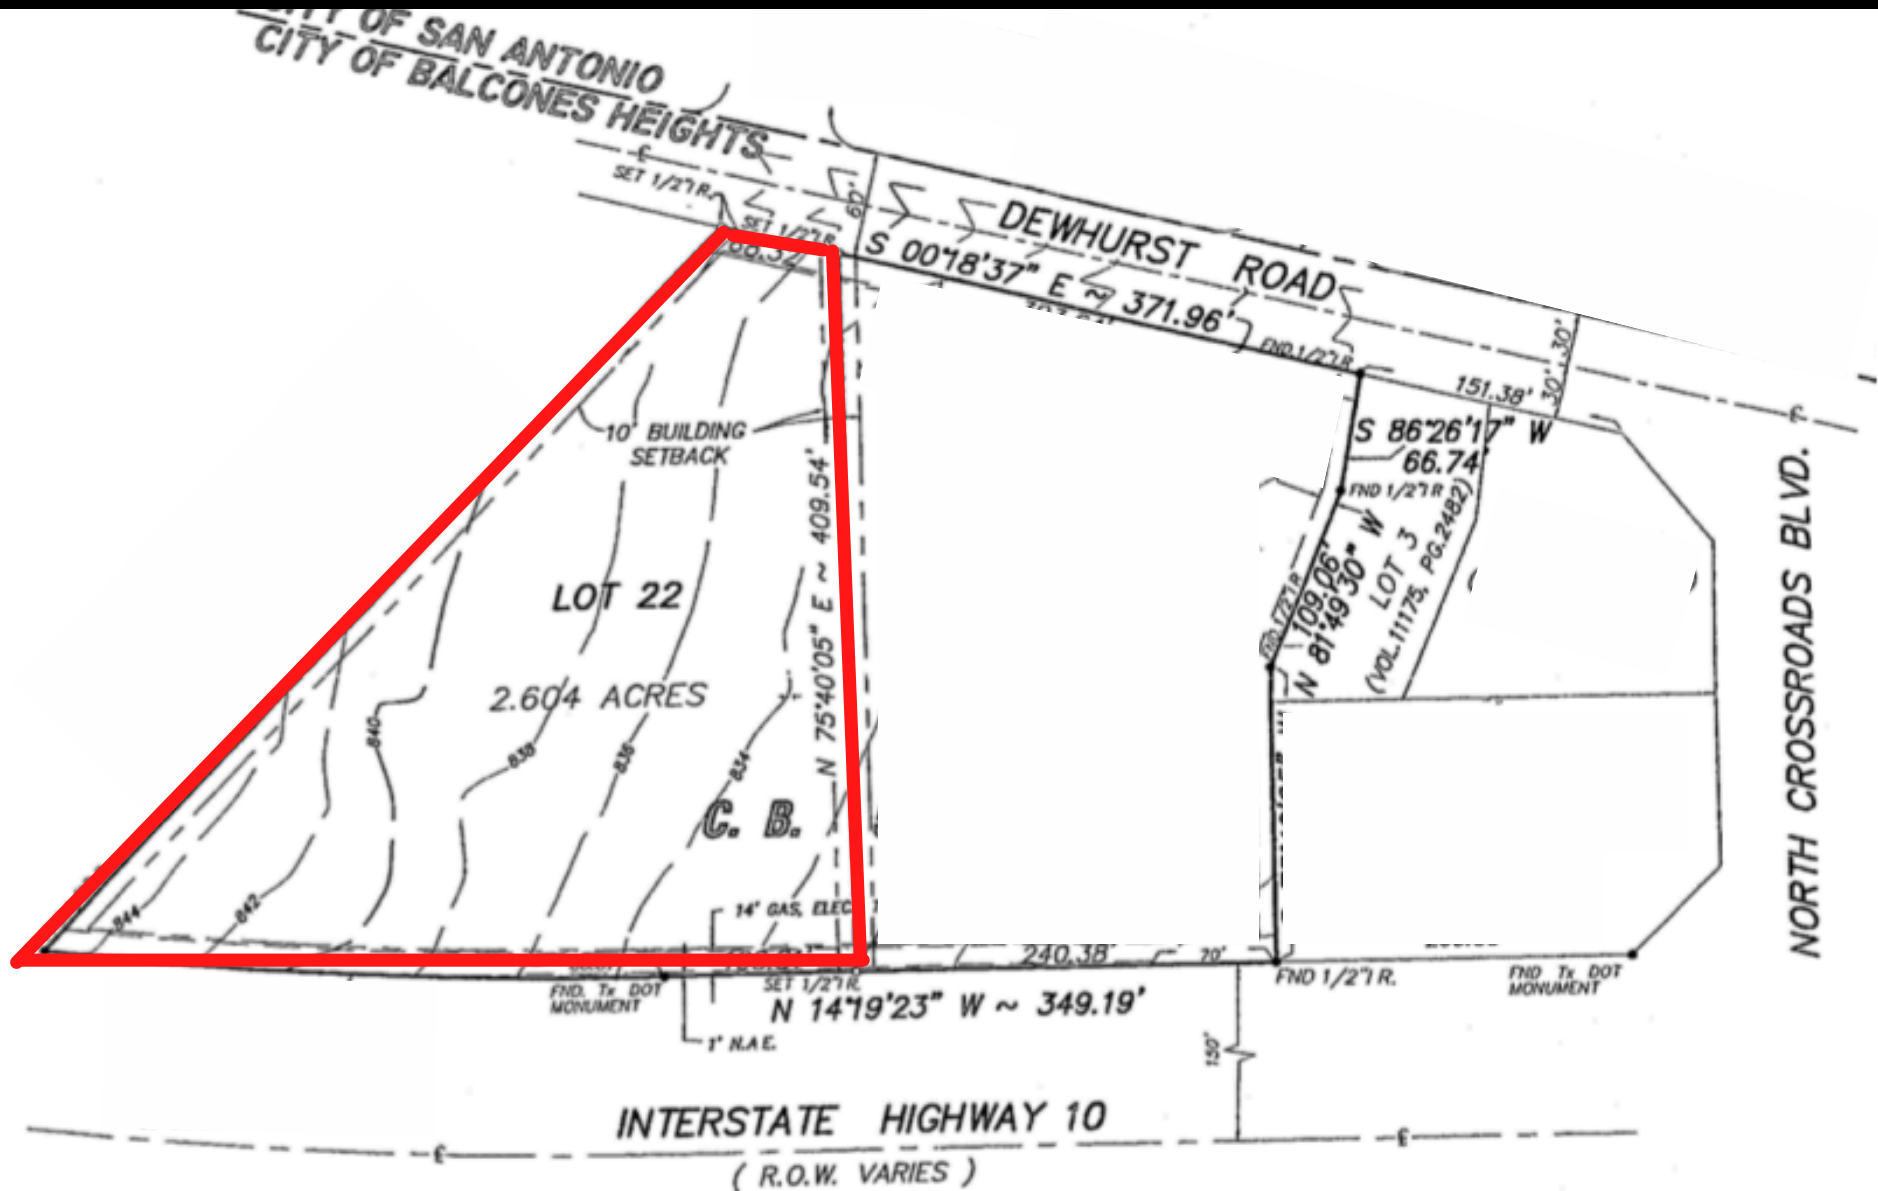 CITY OF SAN ANTONIO
CITY OF BALCONES HEIGHTS
SET 1/2" I.R.
SET 1/2" I.R.
60'
DEWHURST ROAD
S 00°18'37" E ~ 371.96'
FND 1/2" I.R.
151.38'
30'
30'
S 86°26'17" W
66.74'
FND 1/2" I.R.
10' BUILDING
SETBACK
N 75°40'05" E ~ 409.54'
LOT 22
2.604 ACRES
109.06'
N 81°49'30" W
LOT 3
(VOL.11175, PG.2482)
FND 1/2" I.R.
NORTH CROSSROADS BLVD.
840
838
836
834
C. B.
844
842
14' GAS, ELEC.
240.38'
70'
FND. Tx DOT
MONUMENT
SET 1/2" I.R.
N 14°19'23" W ~ 349.19'
FND 1/2" I.R.
FND Tx DOT
MONUMENT
1' N.A.E.
150'
INTERSTATE HIGHWAY 10
( R.O.W. VARIES )